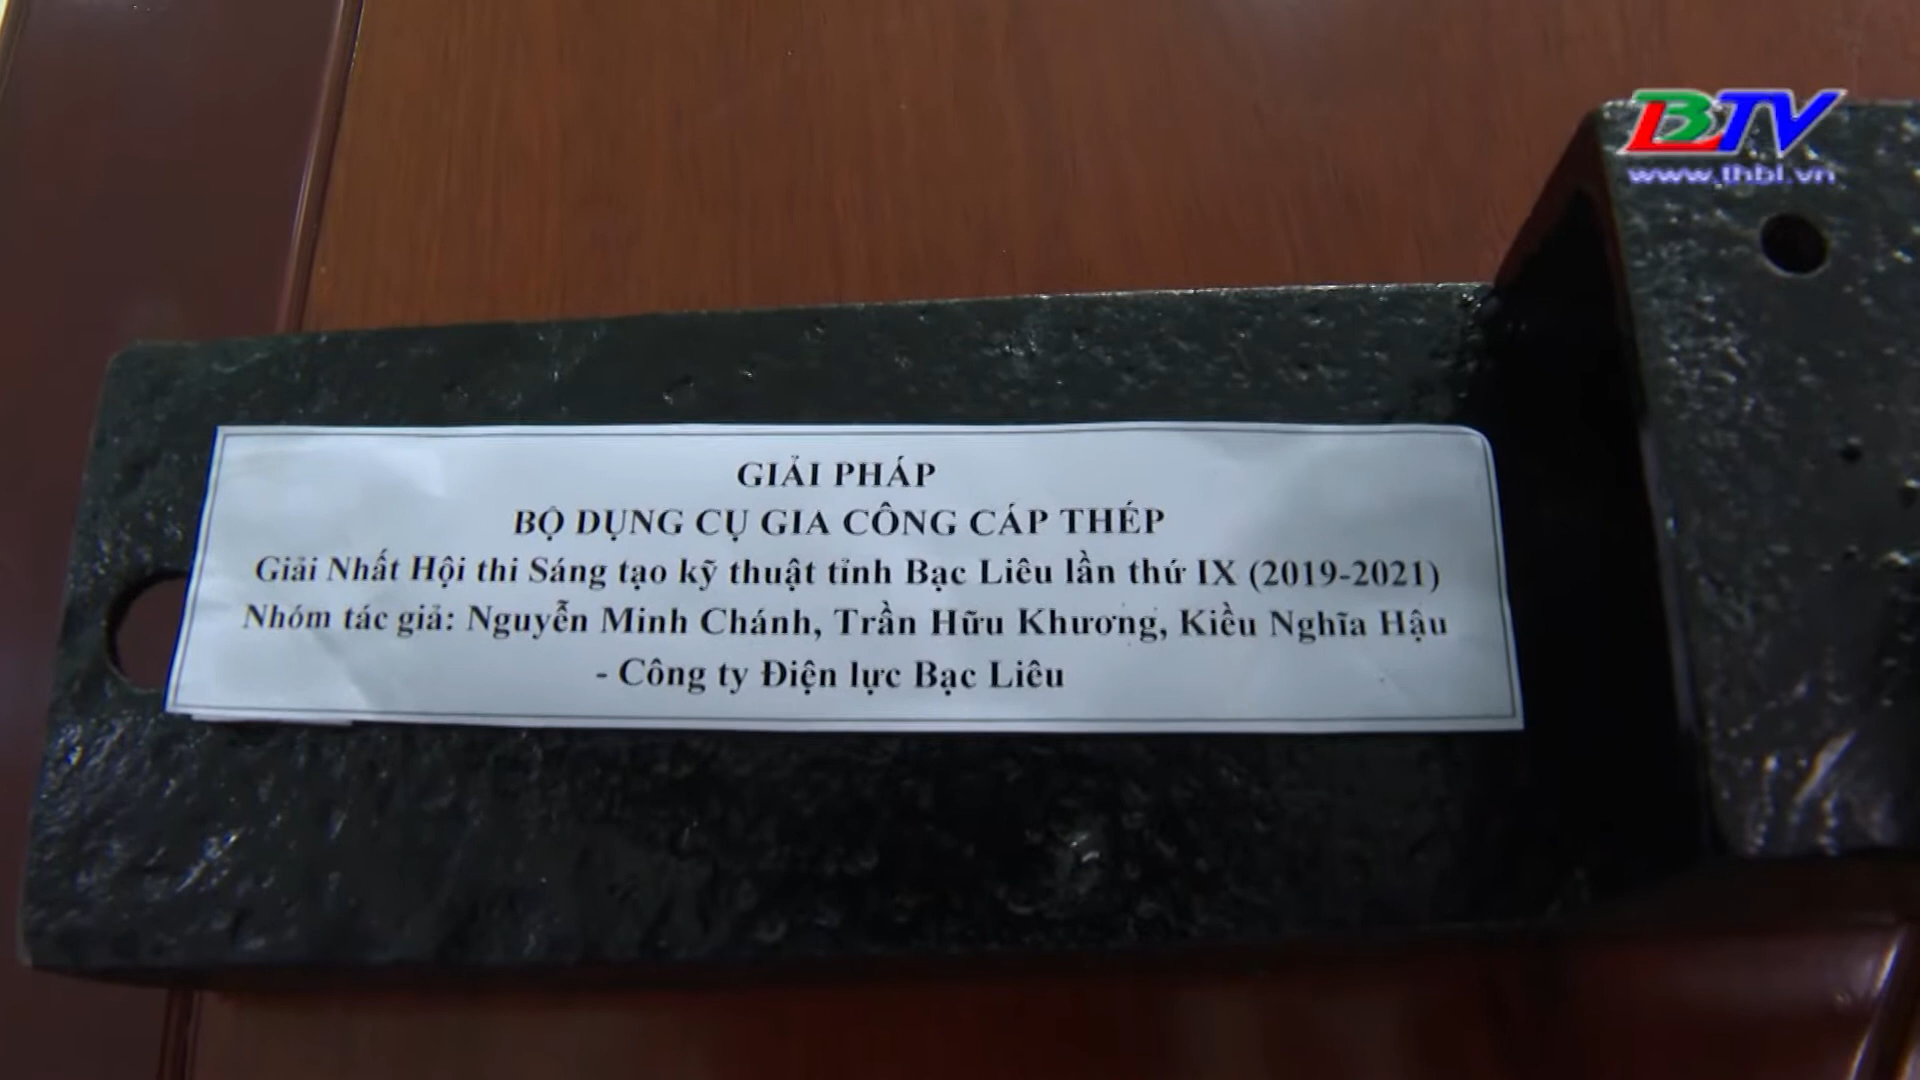 BTV
www.thbl.vn
GIẢI PHÁP
BỘ DỤNG CỤ GIA CÔNG CÁP THÉP
Giải Nhất Hội thi Sáng tạo kỹ thuật tỉnh Bạc Liêu lần thứ IX (2019-2021)
Nhóm tác giả: Nguyễn Minh Chánh, Trần Hữu Khương, Kiều Nghĩa Hậu
- Công ty Điện lực Bạc Liêu